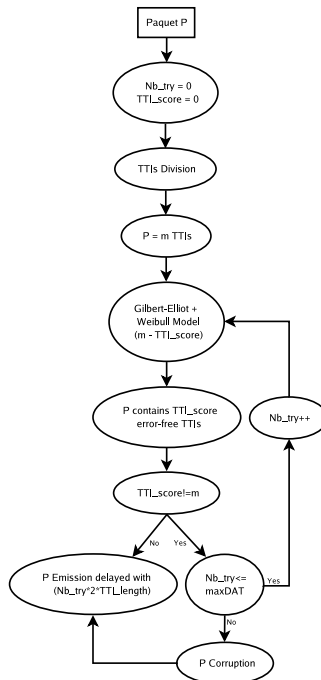 Paquet P
Nb_try = 0
TTI_score = 0
TTIs Division
P = m TTIs
Gilbert-Elliot +
Weibull Model
(m - TTI_score)
P contains TTI_score
error-free TTIs
Nb_try++
TTI_score!=m
No
Yes
P Emission delayed with
(Nb_try*2*TTI_length)
Nb_try<=
maxDAT
Yes
No
P Corruption